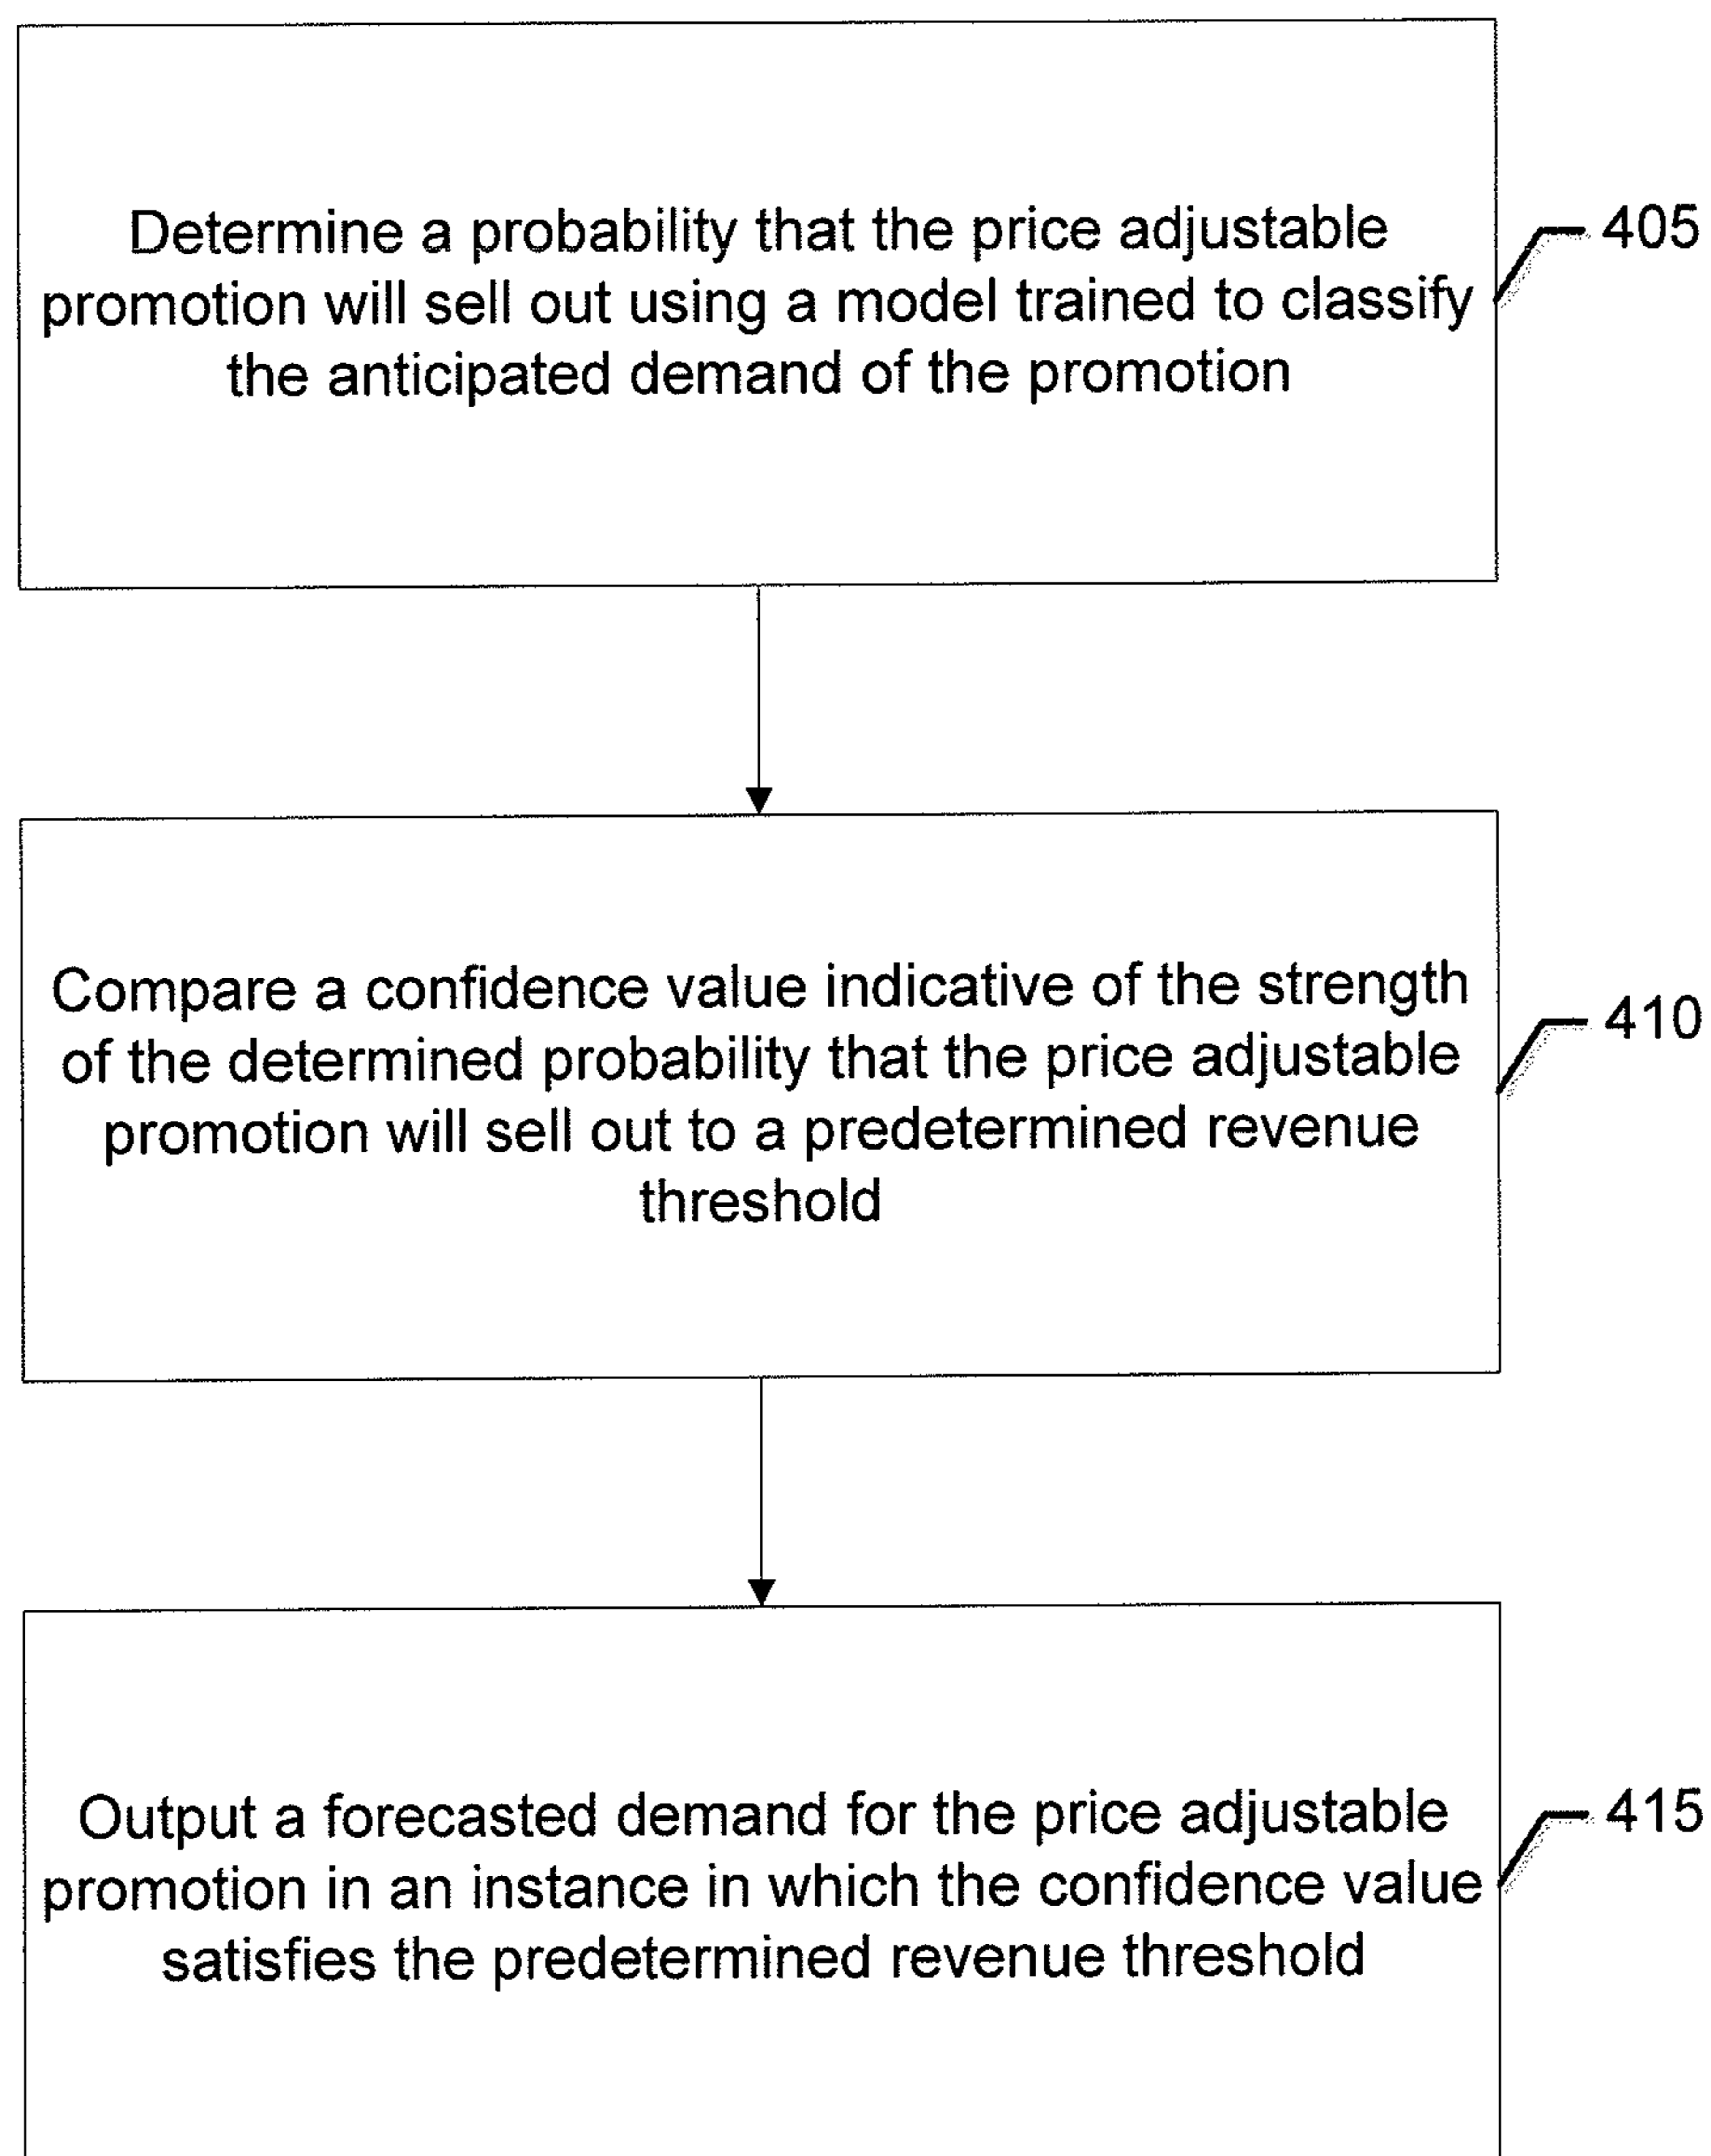 Determine a probability that the price adjustable
promotion will sell out using a model trained to classify
the anticipated demand of the promotion
405
Compare a confidence value indicative of the strength
of the determined probability that the price adjustable
promotion will sell out to a predetermined revenue
threshold
410
Output a forecasted demand for the price adjustable
promotion in an instance in which the confidence value
satisfies the predetermined revenue threshold
415